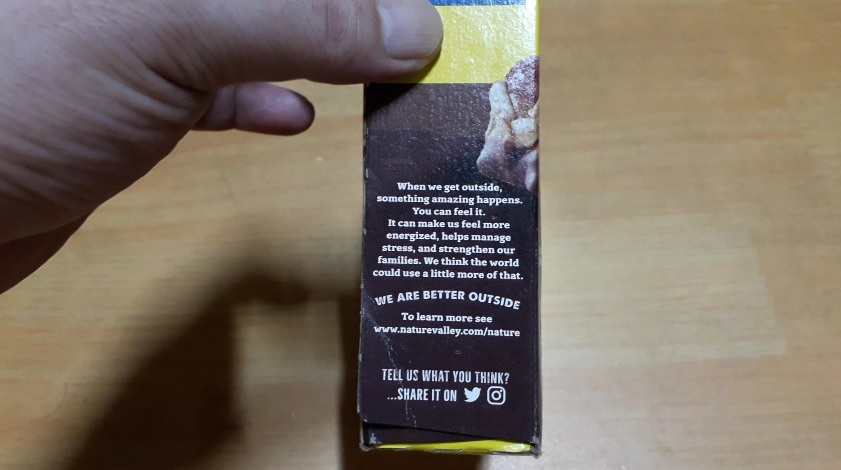 When we get outside,
something amazing happens.
You can feel it.
It can make us feel more
energized, helps manage
stress, and strengthen our
families. We think the world
could use a little more of that.
WE ARE BETTER OUTSIDE
To learn more see
www.naturevalley.com/nature
TELL US WHAT YOU THINK?
...SHARE IT ON